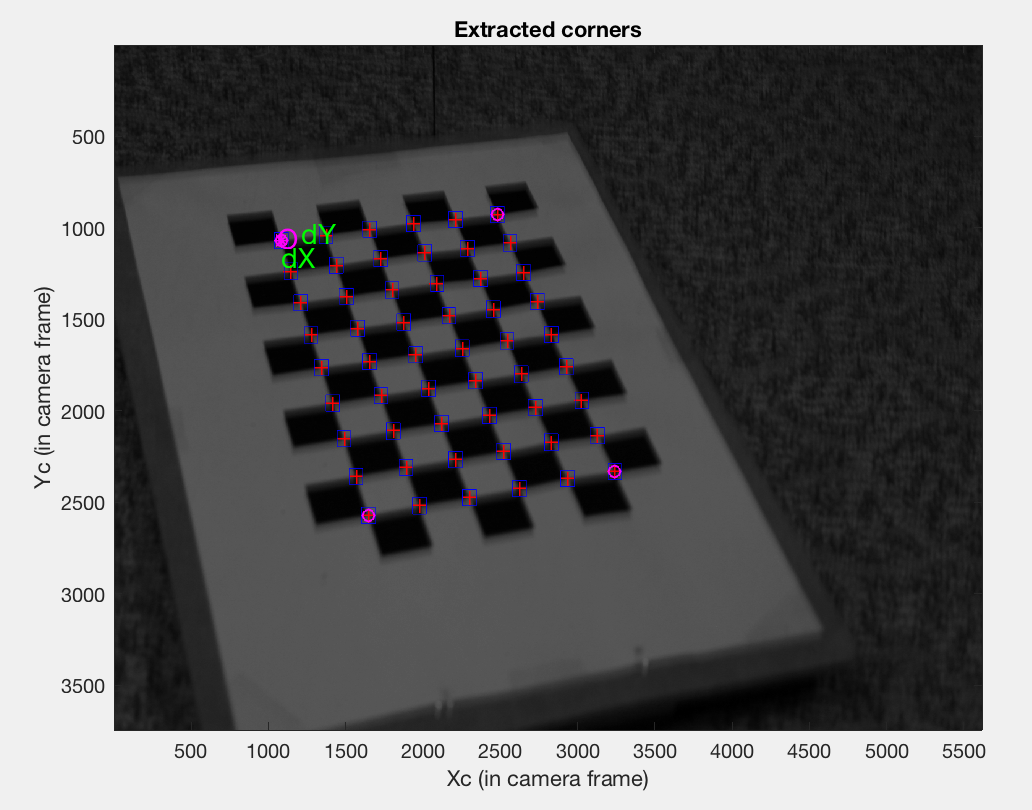 Extracted corners
500
1000
1500
2000
2500
3000
3500
Yc (in camera frame)
dY
dX
500 1000 1500 2000 2500 3000 3500 4000 4500 5000 5500
Xc (in camera frame)